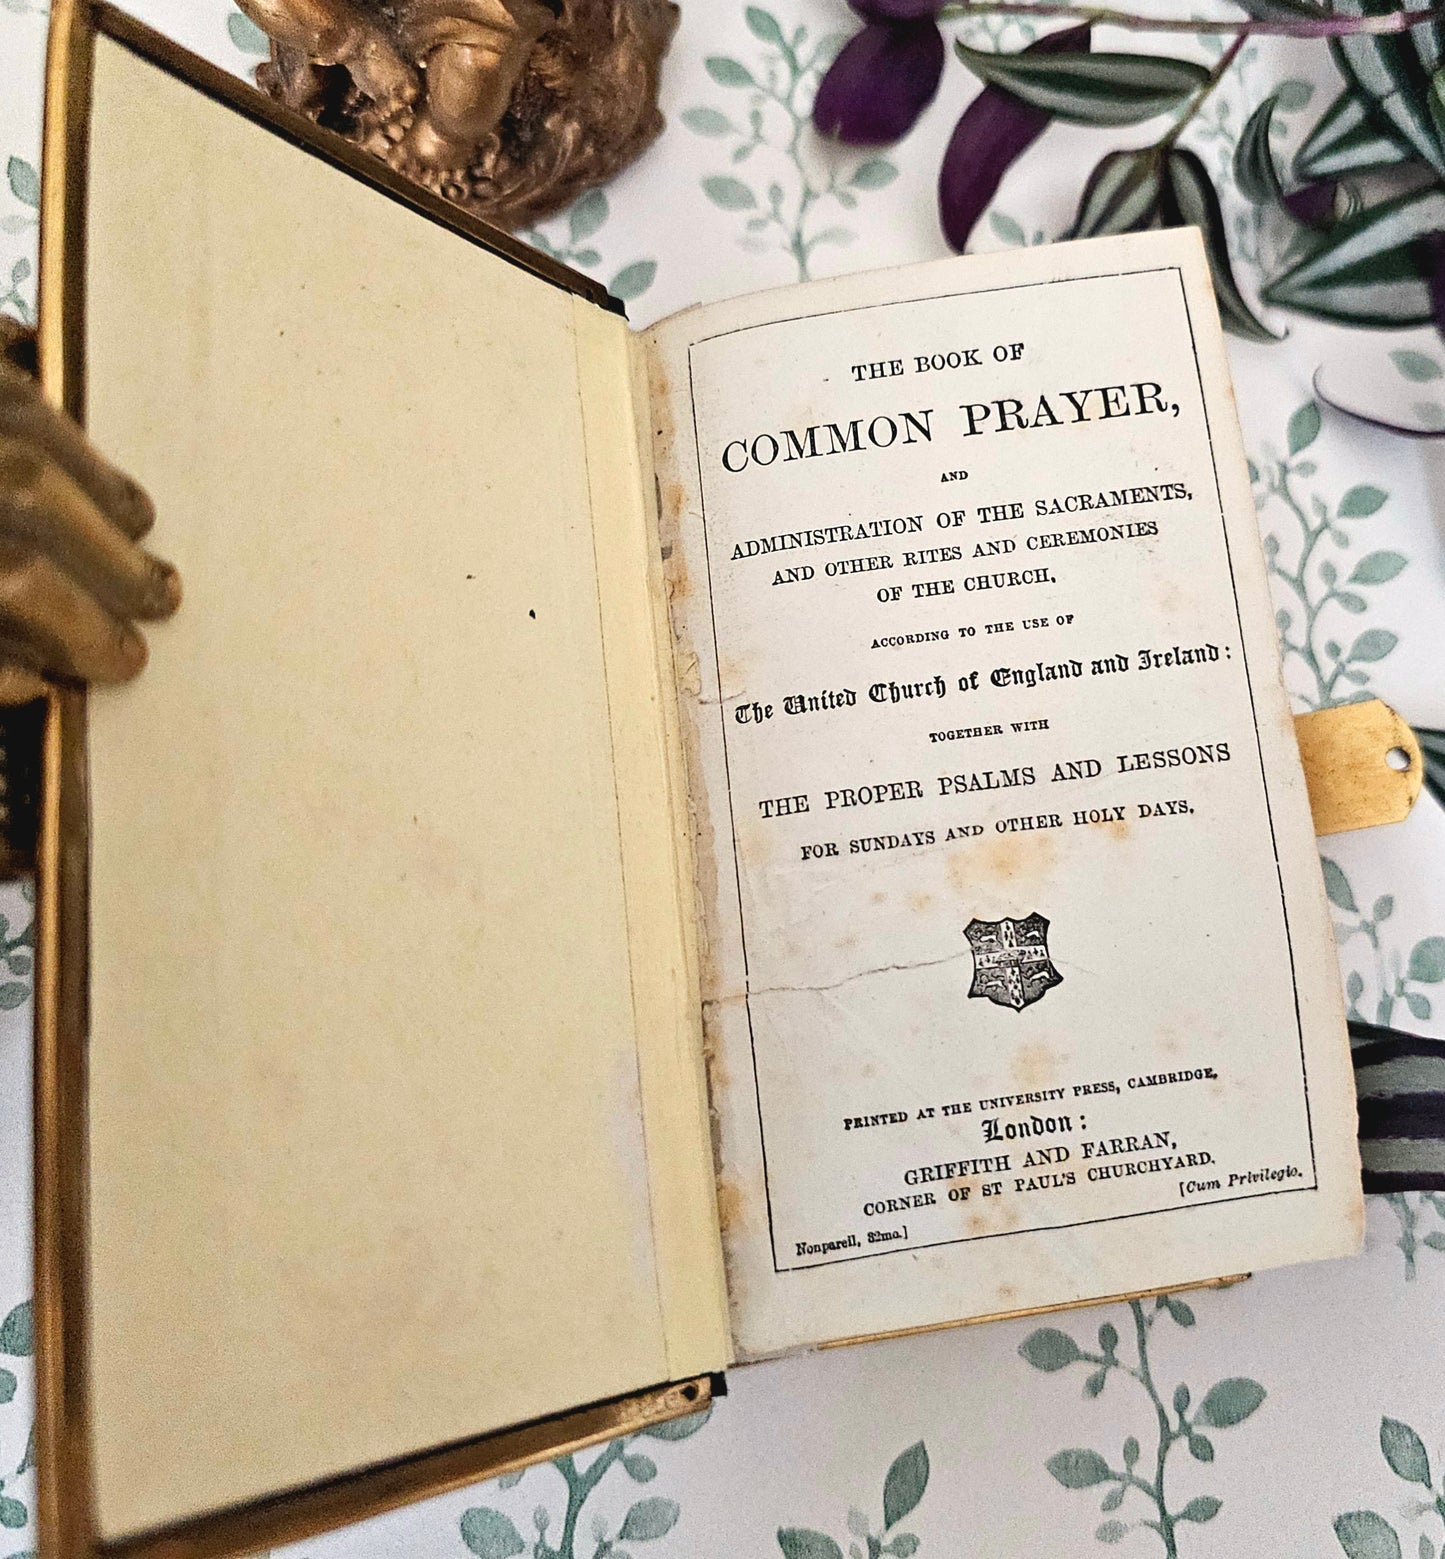 THE BOOK OF
COMMON PRAYER,
AND
ADMINISTRATION OF THE SACRAMENTS,
AND OTHER RITES AND CEREMONIES
OF THE CHURCH,
ACCORDING TO THE USE OF
The United Church of England and Ireland:
TOGETHER WITH
THE PROPER PSALMS AND LESSONS
FOR SUNDAYS AND OTHER HOLY DAYS.
PRINTED AT THE UNIVERSITY PRESS, CAMBRIDGE,
London:
GRIFFITH AND FARRAN,
CORNER OF ST PAUL'S CHURCHYARD.
[Cum Privilegio.
Nonpareil, 32mo.]